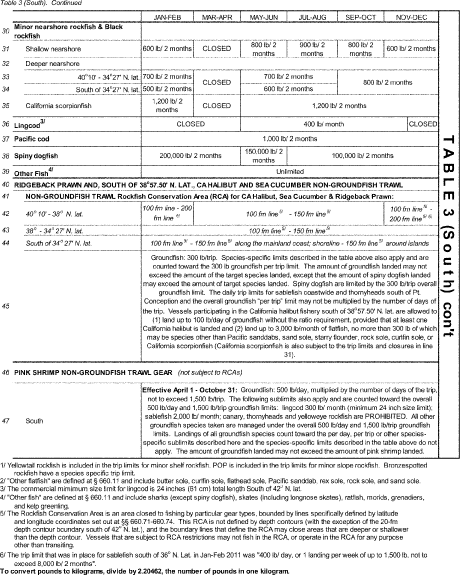 Table 3 (South). Continued
JAN-FEB MAR-APR MAY-JUN JUL-AUG SEP-OCT NOV-DEC
30 Minor nearshore rockfish & Black rockfish
31 Shallow nearshore 600 lb/ 2 months CLOSED 800 lb/ 2 months 900 lb/ 2 months 800 lb/ 2 months 600 lb/ 2 months
32 Deeper nearshore
33 40°10' - 34°27' N. lat. 700 lb/ 2 months CLOSED 700 lb/ 2 months 800 lb/ 2 months
34 South of 34°27' N. lat. 500 lb/ 2 months 600 lb/ 2 months
35 California scorpionfish 1,200 lb/ 2 months CLOSED 1,200 lb/ 2 months
36 Lingcod3/ CLOSED 400 lb/ month CLOSED
37 Pacific cod 1,000 lb/ 2 months
38 Spiny dogfish 200,000 lb/ 2 months 150,000 lb/ 2 months 100,000 lb/ 2 months
39 Other Fish4/ Unlimited
40 RIDGEBACK PRAWN AND, SOUTH OF 38°57.50' N. LAT., CA HALIBUT AND SEA CUCUMBER NON-GROUNDFISH TRAWL
41 NON-GROUNDFISH TRAWL Rockfish Conservation Area (RCA) for CA Halibut, Sea Cucumber & Ridgeback Prawn:
42 40°10' - 38° N. lat. 100 fm line - 200 fm line 100 fm line - 150 fm line 100 fm line - 200 fm line
43 38° - 34°27' N. lat. 100 fm line - 150 fm line
44 South of 34°27' N. lat. 100 fm line - 150 fm line along the mainland coast; shoreline - 150 fm line around islands
45 Groundfish: 300 lb/trip. Species-specific limits described in the table above also apply and are
counted toward the 300 lb groundfish per trip limit. The amount of groundfish landed may
not exceed the amount of the target species landed, except that the amount of spiny dogfish landed
may exceed the amount of target species landed. Spiny dogfish are limited by the 300 lb/trip overall
groundfish limit. The daily trip limits for sablefish coastwide and thornyheads south of Pt.
Conception and the overall groundfish "per trip" limit may not be multiplied by the number of days of
the trip. Vessels participating in the California halibut fishery south of 38°57.50' N. lat. are allowed to
(1) land up to 100 lb/day of groundfish without the ratio requirement, provided that at least one
California halibut is landed and (2) land up to 3,000 lb/month of flatfish, no more than 300 lb of which
may be species other than Pacific sanddabs, sand sole, starry flounder, rock sole, curlfin sole, or
California scorpionfish (California scorpionfish is also subject to the trip limits and closures in line
31).
46 PINK SHRIMP NON-GROUNDFISH TRAWL GEAR (not subject to RCAs)
47 South Effective April 1 - October 31: Groundfish: 500 lb/day, multiplied by the number of days of the trip,
not to exceed 1,500 lb/trip. The following sublimits also apply and are counted toward the overall
500 lb/day and 1,500 lb/trip groundfish limits: lingcod 300 lb/ month (minimum 24 inch size limit);
sablefish 2,000 lb/ month; canary, thornyheads and yelloweye rockfish are PROHIBITED. All other
groundfish species taken are managed under the overall 500 lb/day and 1,500 lb/trip groundfish
limits. Landings of all groundfish species count toward the per day, per trip or other species-
specific sublimits described here and the species-specific limits described in the table above do not
apply. The amount of groundfish landed may not exceed the amount of pink shrimp landed.
TABLE 3 (South) con't
1/ Yellowtail rockfish is included in the trip limits for minor shelf rockfish. POP is included in the trip limits for minor slope rockfish. Bronzespotted
rockfish have a species specific trip limit.
2/ "Other flatfish" are defined at § 660.11 and include butter sole, curlfin sole, flathead sole, Pacific sanddab, rex sole, rock sole, and sand sole.
3/ The commercial minimum size limit for lingcod is 24 inches (61 cm) total length South of 42° N. lat.
4/ "Other fish" are defined at § 660.11 and include sharks (except spiny dogfish), skates (including longnose skates), ratfish, morids, grenadiers,
and kelp greenling.
5/ The Rockfish Conservation Area is an area closed to fishing by particular gear types, bounded by lines specifically defined by latitude
and longitude coordinates set out at §§ 660.71-660.74. This RCA is not defined by depth contours (with the exception of the 20-fm
depth contour boundary south of 42° N. lat.), and the boundary lines that define the RCA may close areas that are deeper or shallower
than the depth contour. Vessels that are subject to RCA restrictions may not fish in the RCA, or operate in the RCA for any purpose
other than transiting.
6/ The trip limit that was in place for sablefish south of 36° N. lat. in Jan-Feb 2011 was "400 lb/ day, or 1 landing per week of up to 1,500 lb, not to
exceed 8,000 lb/ 2 months".
To convert pounds to kilograms, divide by 2.20462, the number of pounds in one kilogram.